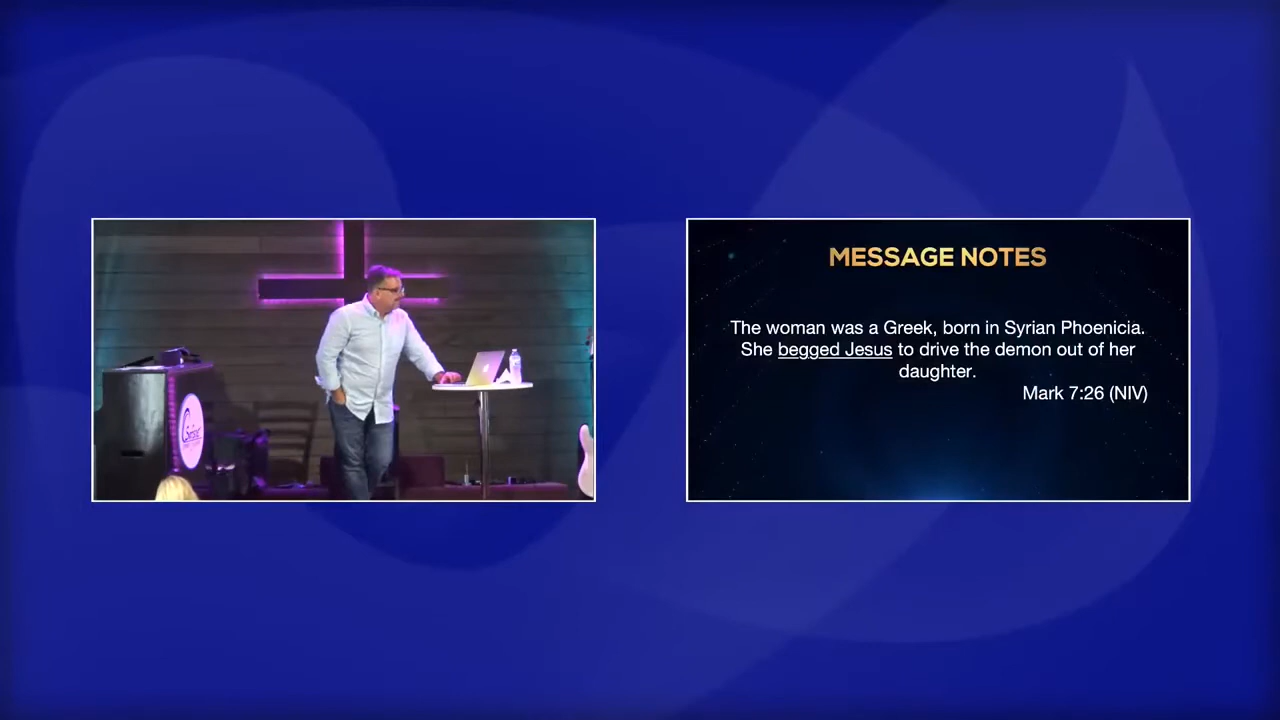 MESSAGE NOTES
The woman was a Greek, born in Syrian Phoenicia.
She begged Jesus to drive the demon out of her
daughter.
Mark 7:26 (NIV)